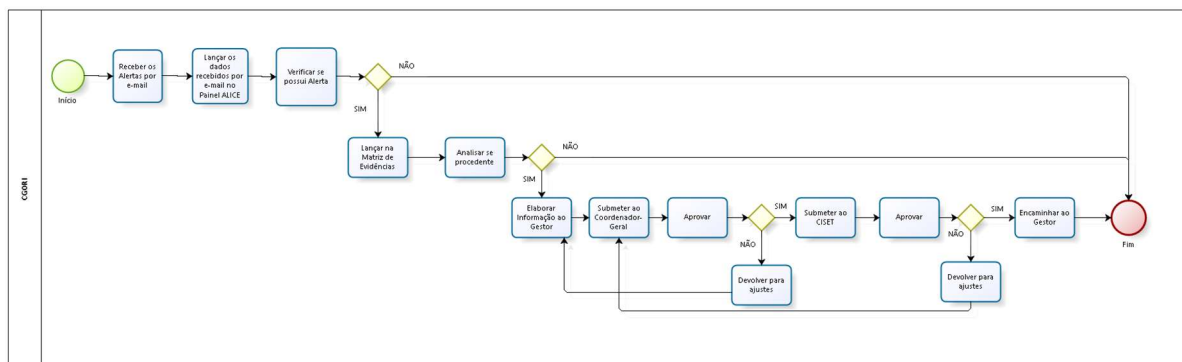 CGORI
Início
Receber os
Alertas por
e-mail
Lançar os
dados
recebidos por
e-mail no
Painel ALICE
Verificar se
possui Alerta
NÃO
SIM
Lançar na
Matriz de
Evidências
Analisar se
procedente
NÃO
SIM
Elaborar
Informação ao
Gestor
Submeter ao
Coordenador-
Geral
Aprovar
SIM
NÃO
Submeter ao
CISET
Aprovar
SIM
NÃO
Encaminhar ao
Gestor
Fim
Devolver para
ajustes
Devolver para
ajustes